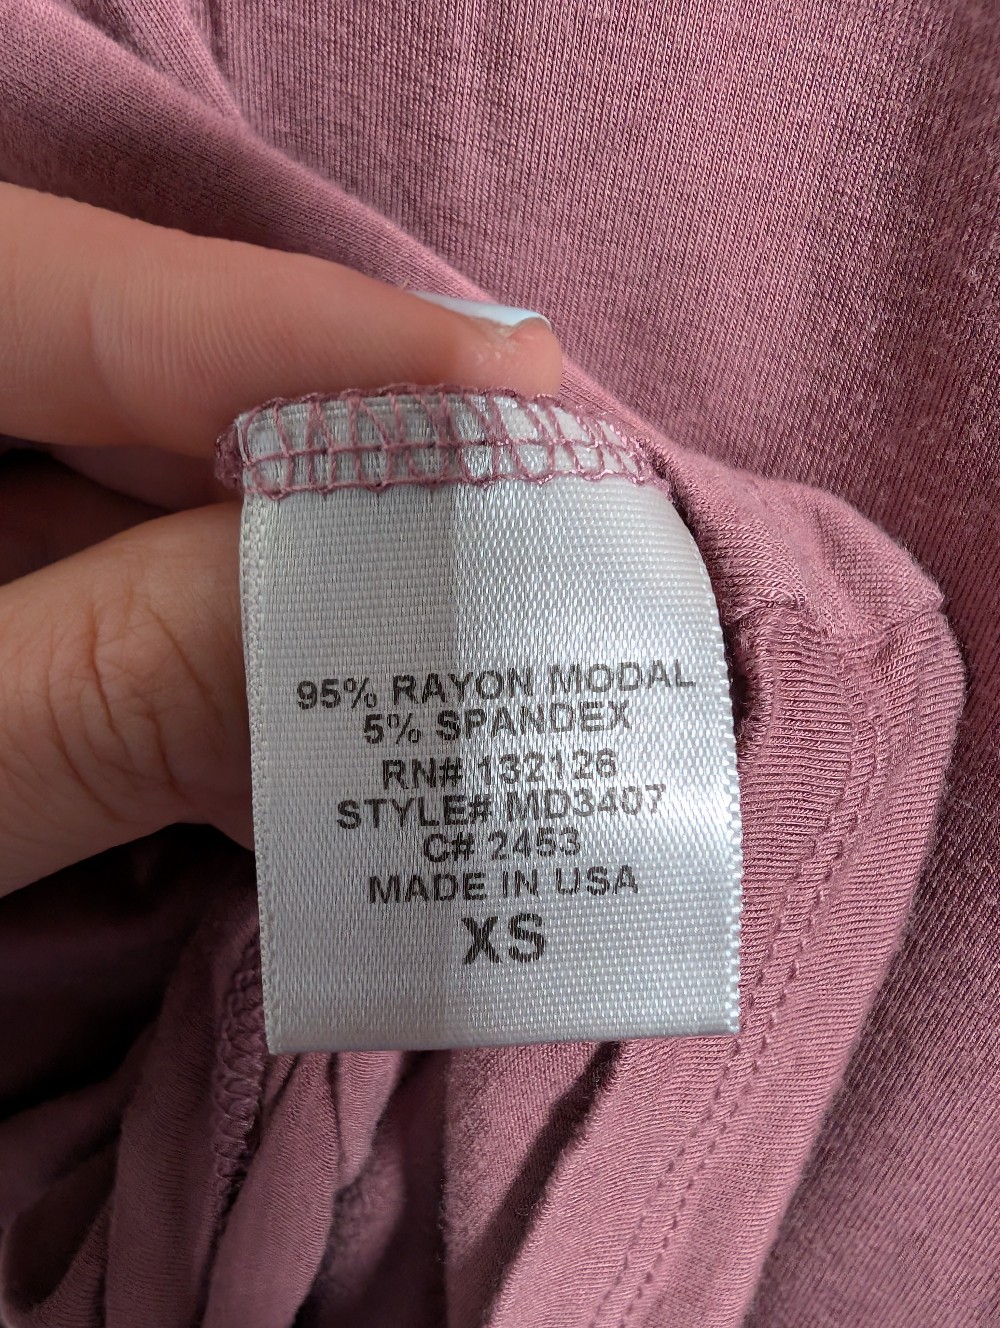 95% RAYON MODAL
5% SPANDEX
RN# 132126
STYLE# MD3407
C# 2453
MADE IN USA
XS